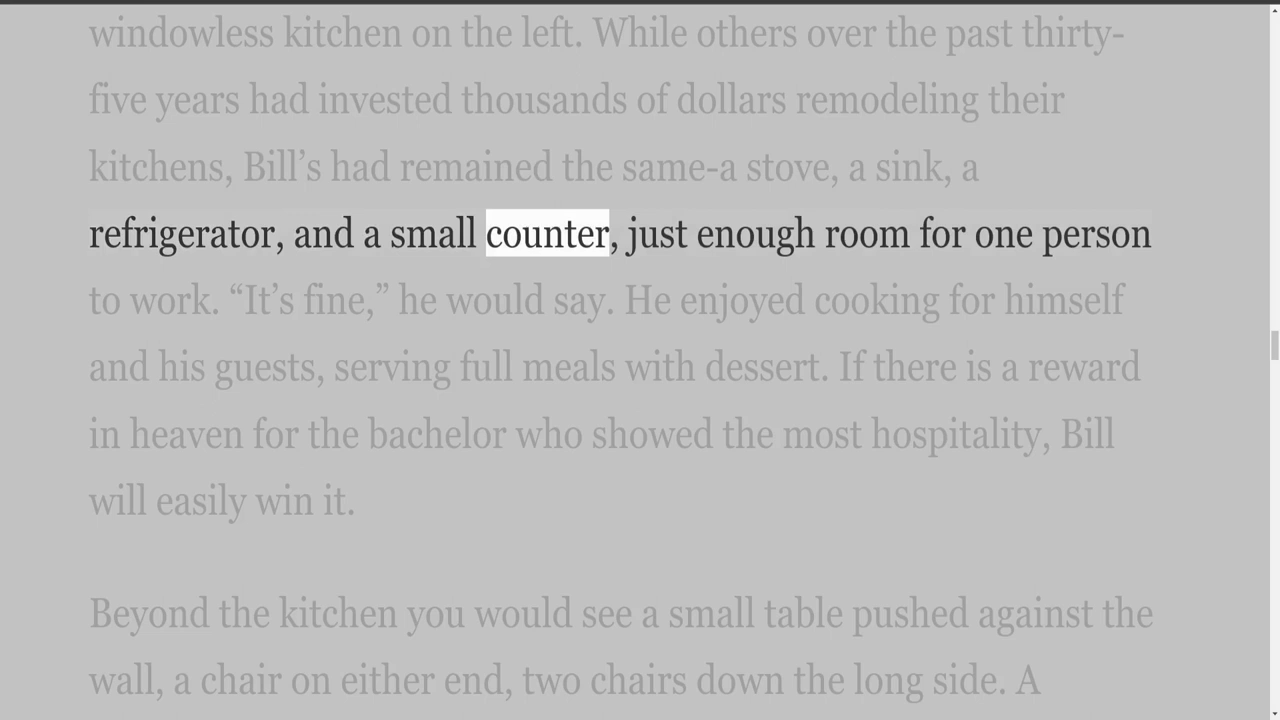 windowless kitchen on the left. While others over the past thirty-
five years had invested thousands of dollars remodeling their
kitchens, Bill’s had remained the same-a stove, a sink, a
refrigerator, and a small counter, just enough room for one person
to work. “It’s fine,” he would say. He enjoyed cooking for himself
and his guests, serving full meals with dessert. If there is a reward
in heaven for the bachelor who showed the most hospitality, Bill
will easily win it.
Beyond the kitchen you would see a small table pushed against the
wall, a chair on either end, two chairs down the long side. A